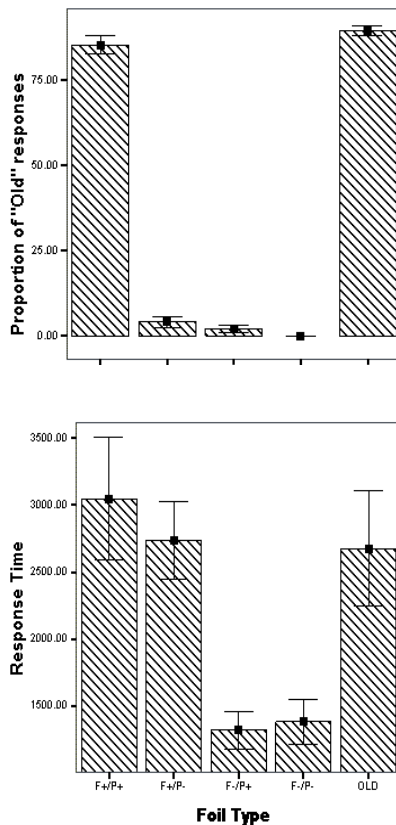 Proportion of "Old" responses
75.00
50.00
25.00
0.00
Response Time
3500.00
3000.00
2500.00
2000.00
1500.00
F+/P+ F+/P- F-/P+ F-/P- OLD
Foil Type